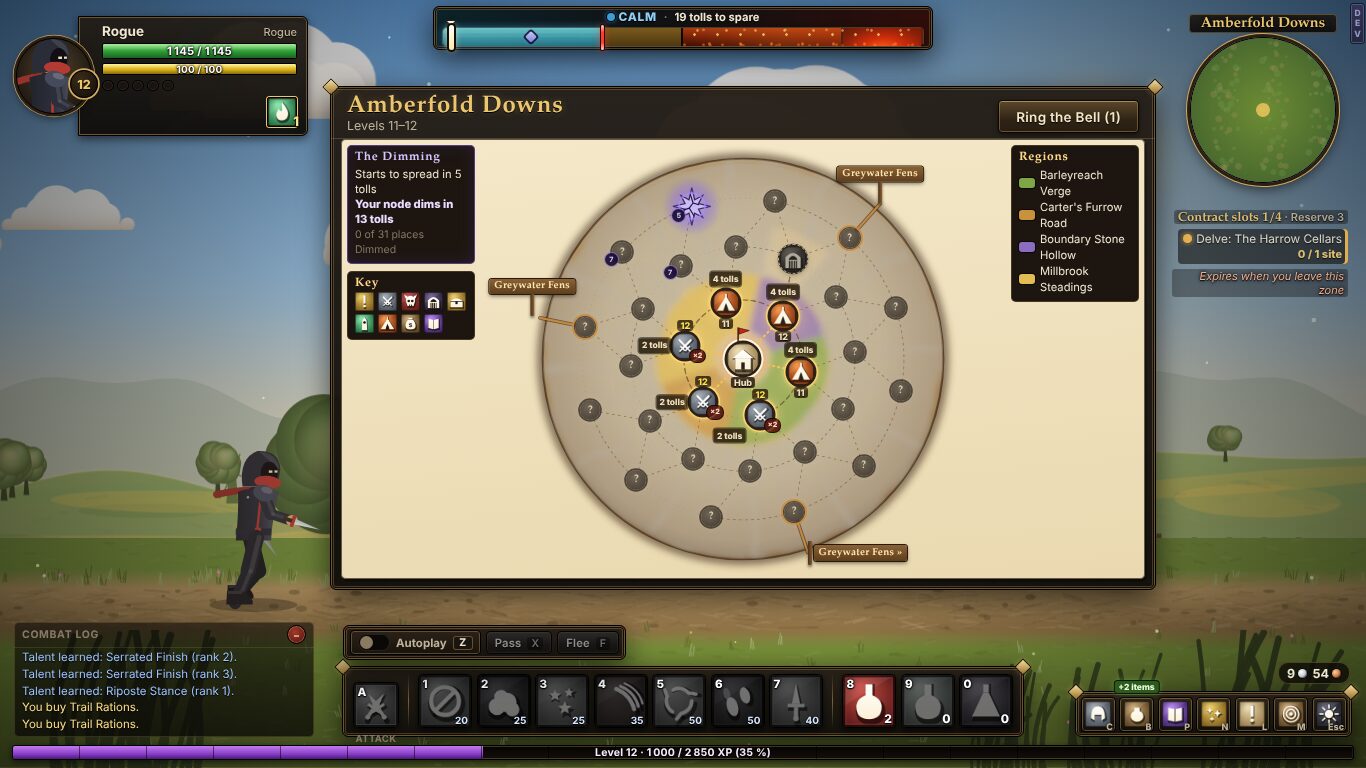 Rogue
Rogue
1 145 / 1 145
100 / 100
12
1
CALM · 19 tolls to spare
Amberfold Downs
D
E
V
Amberfold Downs
Levels 11–12
Ring the Bell (1)
The Dimming
Starts to spread in 5
tolls
Your node dims in
13 tolls
0 of 31 places
Dimmed
Key
Regions
Barleyreach
Verge
Carter's Furrow
Road
Boundary Stone
Hollow
Millbrook
Steadings
Greywater Fens
?
5
?
?
7
?
7
?
4 tolls
4 tolls
Greywater Fens
11
12
?
?
?
?
12
2 tolls
×2
Hub
4 tolls
11
?
?
?
12
2 tolls
×2
12
×2
2 tolls
?
?
?
?
?
?
?
?
?
?
?
Greywater Fens »
Contract slots 1/4 · Reserve 3
Delve: The Harrow Cellars
0 / 1 site
Expires when you leave this
zone
COMBAT LOG
–
Talent learned: Serrated Finish (rank 2).
Talent learned: Serrated Finish (rank 3).
Talent learned: Riposte Stance (rank 1).
You buy Trail Rations.
You buy Trail Rations.
Autoplay Z
Pass X
Flee F
A
ATTACK
1 20
2 25
3 25
4 35
5 50
6 50
7 40
8 2
9 0
0 0
9 54
+2 items
C
B
P
N
L
M
Esc
Level 12 · 1 000 / 2 850 XP (35 %)